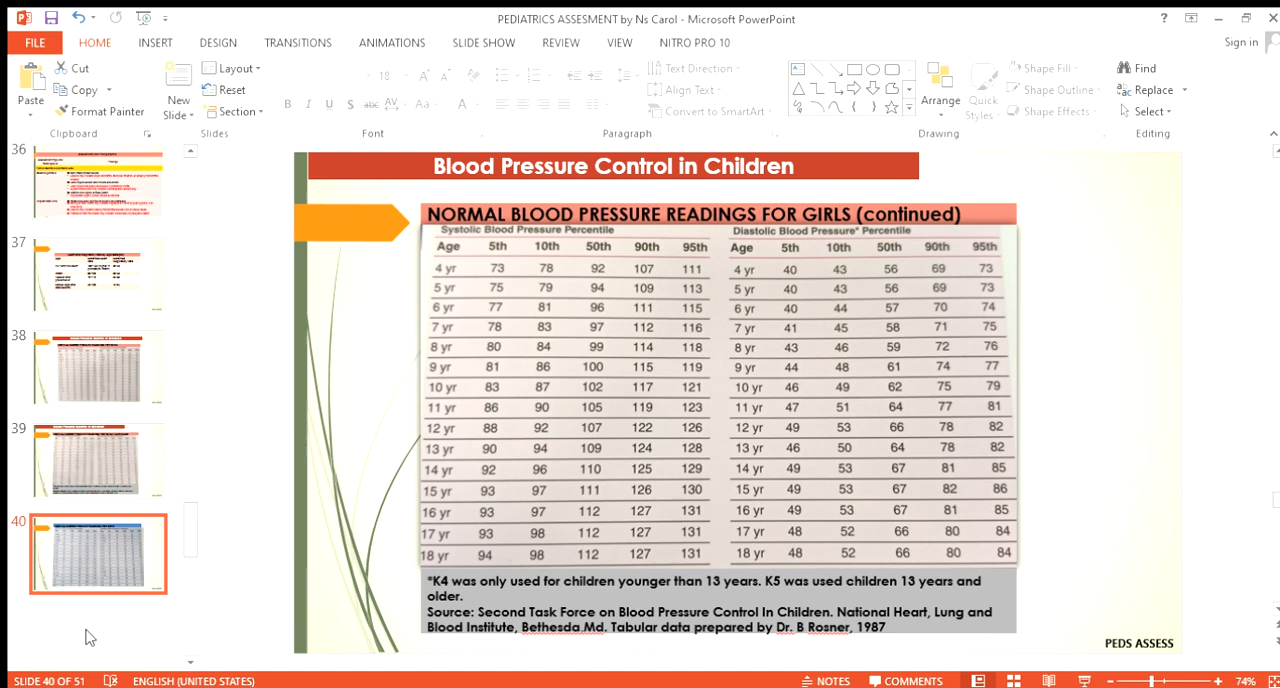 PEDIATRICS ASSESMENT by Ns Carol - Microsoft PowerPoint
FILE HOME INSERT DESIGN TRANSITIONS ANIMATIONS SLIDE SHOW REVIEW VIEW NITRO PRO 10 Sign in
Paste
Cut
Copy
Format Painter
Clipboard
New Slide
Layout
Reset
Section
Slides
18
B I U S abc AV Aa A
Font
Text Direction
Align Text
Convert to SmartArt
Paragraph
Arrange
Quick Styles
Shape Fill
Shape Outline
Shape Effects
Drawing
Find
Replace
Select
Editing
36
37
38
39
40
Blood Pressure Control in Children
NORMAL BLOOD PRESSURE READINGS FOR GIRLS (continued)
Systolic Blood Pressure Percentile Diastolic Blood Pressure* Percentile
Age 5th 10th 50th 90th 95th Age 5th 10th 50th 90th 95th
4 yr 73 78 92 107 111 4 yr 40 43 56 69 73
5 yr 75 79 94 109 113 5 yr 40 43 56 69 73
6 yr 77 81 96 111 115 6 yr 40 44 57 70 74
7 yr 78 83 97 112 116 7 yr 41 45 58 71 75
8 yr 80 84 99 114 118 8 yr 43 46 59 72 76
9 yr 81 86 100 115 119 9 yr 44 48 61 74 77
10 yr 83 87 102 117 121 10 yr 46 49 62 75 79
11 yr 86 90 105 119 123 11 yr 47 51 64 77 81
12 yr 88 92 107 122 126 12 yr 49 53 66 78 82
13 yr 90 94 109 124 128 13 yr 46 50 64 78 82
14 yr 92 96 110 125 129 14 yr 49 53 67 81 85
15 yr 93 97 111 126 130 15 yr 49 53 67 82 86
16 yr 93 97 112 127 131 16 yr 49 53 67 81 85
17 yr 93 98 112 127 131 17 yr 48 52 66 80 84
18 yr 94 98 112 127 131 18 yr 48 52 66 80 84
*K4 was only used for children younger than 13 years. K5 was used children 13 years and
older.
Source: Second Task Force on Blood Pressure Control In Children. National Heart, Lung and
Blood Institute, Bethesda.Md. Tabular data prepared by Dr. B Rosner, 1987
PEDS ASSESS
SLIDE 40 OF 51 ENGLISH (UNITED STATES) NOTES COMMENTS 74%